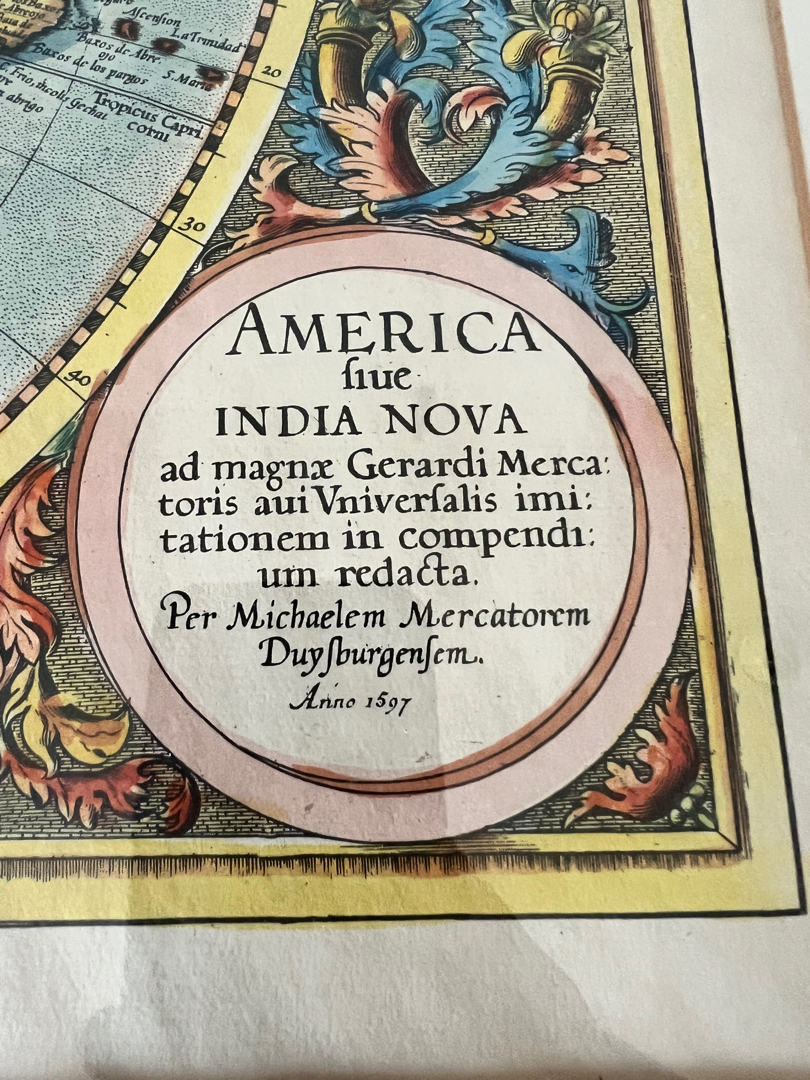 Ascension
La Trinidad
Baxos de Abre
ojo
Baxos de los pargos
S. Maria
20
Tropicus Capri
corni
30
40
AMERICA
ſiue
INDIA NOVA
ad magnæ Gerardi Merca:
toris aui Vniverſalis imi:
tationem in compendi:
um redacta.
Per Michaelem Mercatorem
Duyſburgenſem.
Anno 1597